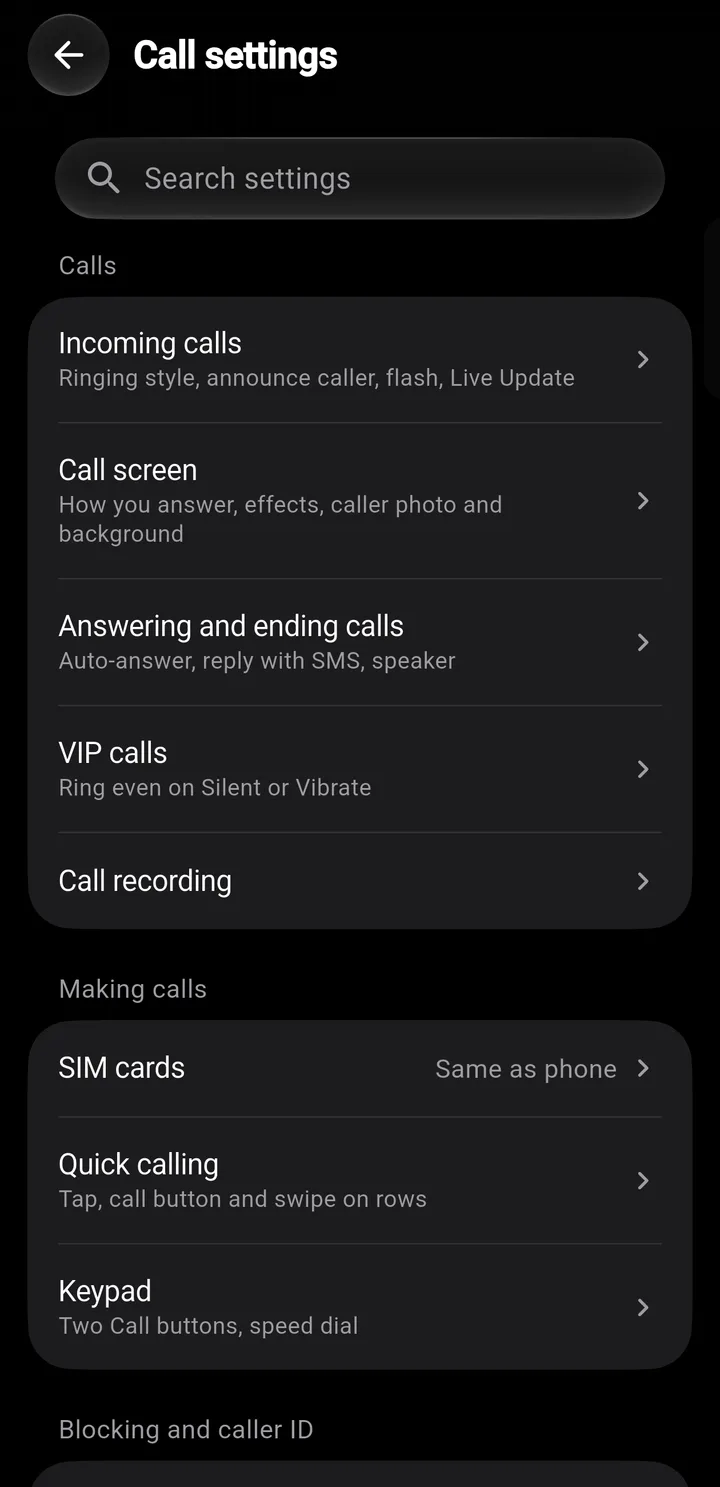 Call settings
Search settings
Calls
Incoming calls
Ringing style, announce caller, flash, Live Update
Call screen
How you answer, effects, caller photo and
background
Answering and ending calls
Auto-answer, reply with SMS, speaker
VIP calls
Ring even on Silent or Vibrate
Call recording
Making calls
SIM cards
Same as phone
Quick calling
Tap, call button and swipe on rows
Keypad
Two Call buttons, speed dial
Blocking and caller ID